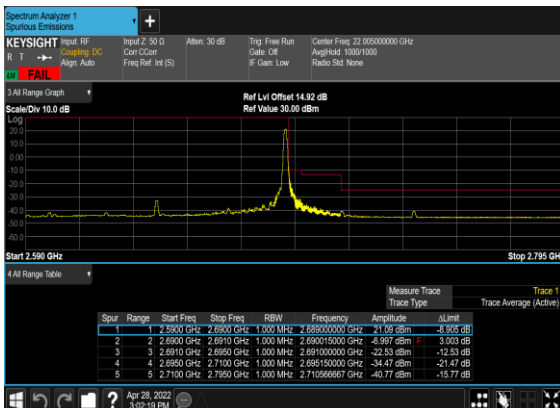 Spectrum Analyzer 1
Spurious Emissions
KEYSIGHT Input: RF Input Z: 50 Ω Atten: 30 dB Trig: Free Run Center Freq: 22.005000000 GHz
R T Coupling: DC Corr CCorr Gate: Off Avg|Hold: 1000/1000
Align: Auto Freq Ref: Int (S) IF Gain: Low Radio Std: None
LV FAIL
3 All Range Graph
Ref Lvl Offset 14.92 dB
Scale/Div 10.0 dB Ref Value 30.00 dBm
Log
20.0
10.0
0.00
-10.0
-20.0
-30.0
-40.0
-50.0
-60.0
Start 2.590 GHz Stop 2.795 GH
4 All Range Table
Measure Trace Trace 1
Trace Type Trace Average (Active)
Spur Range Start Freq Stop Freq RBW Frequency Amplitude ΔLimit
1 1 2.5900 GHz 2.6900 GHz 1.000 MHz 2.689000000 GHz 21.09 dBm -8.905 dB
2 2 2.6900 GHz 2.6910 GHz 1.000 MHz 2.690015000 GHz -6.997 dBm F 3.003 dB
3 3 2.6910 GHz 2.6950 GHz 1.000 MHz 2.691000000 GHz -22.53 dBm -12.53 dB
4 4 2.6950 GHz 2.7100 GHz 1.000 MHz 2.695150000 GHz -34.47 dBm -21.47 dB
5 5 2.7100 GHz 2.7950 GHz 1.000 MHz 2.710566667 GHz -40.77 dBm -15.77 dB
Apr 28, 2022
3:02:19 PM